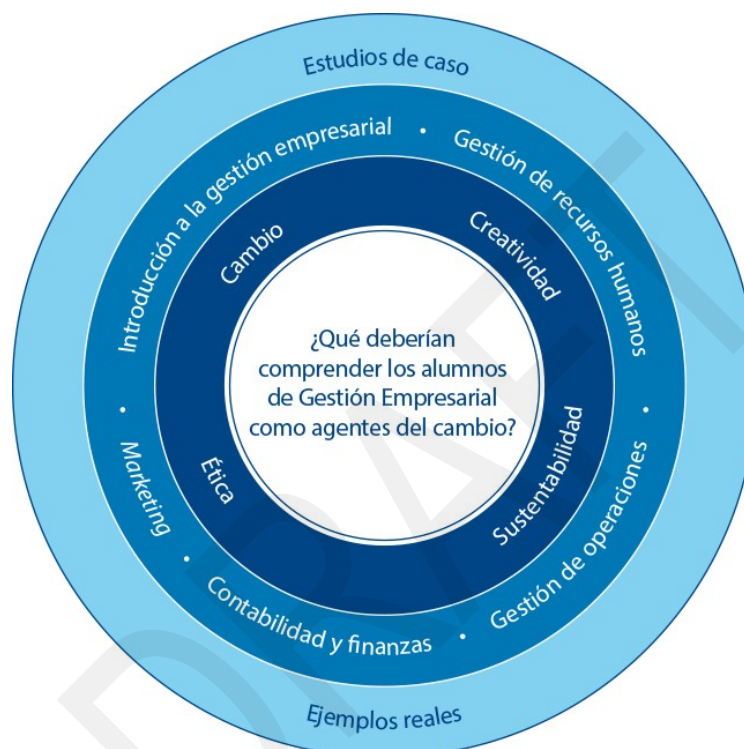 Estudios de caso
Introducción a la gestión empresarial
•
Gestión de recursos humanos
•
Gestión de operaciones
•
Contabilidad y finanzas
•
Marketing
•
Cambio
Creatividad
Sustentabilidad
Ética
¿Qué deberían
comprender los alumnos
de Gestión Empresarial
como agentes del cambio?
Ejemplos reales
DRAFT